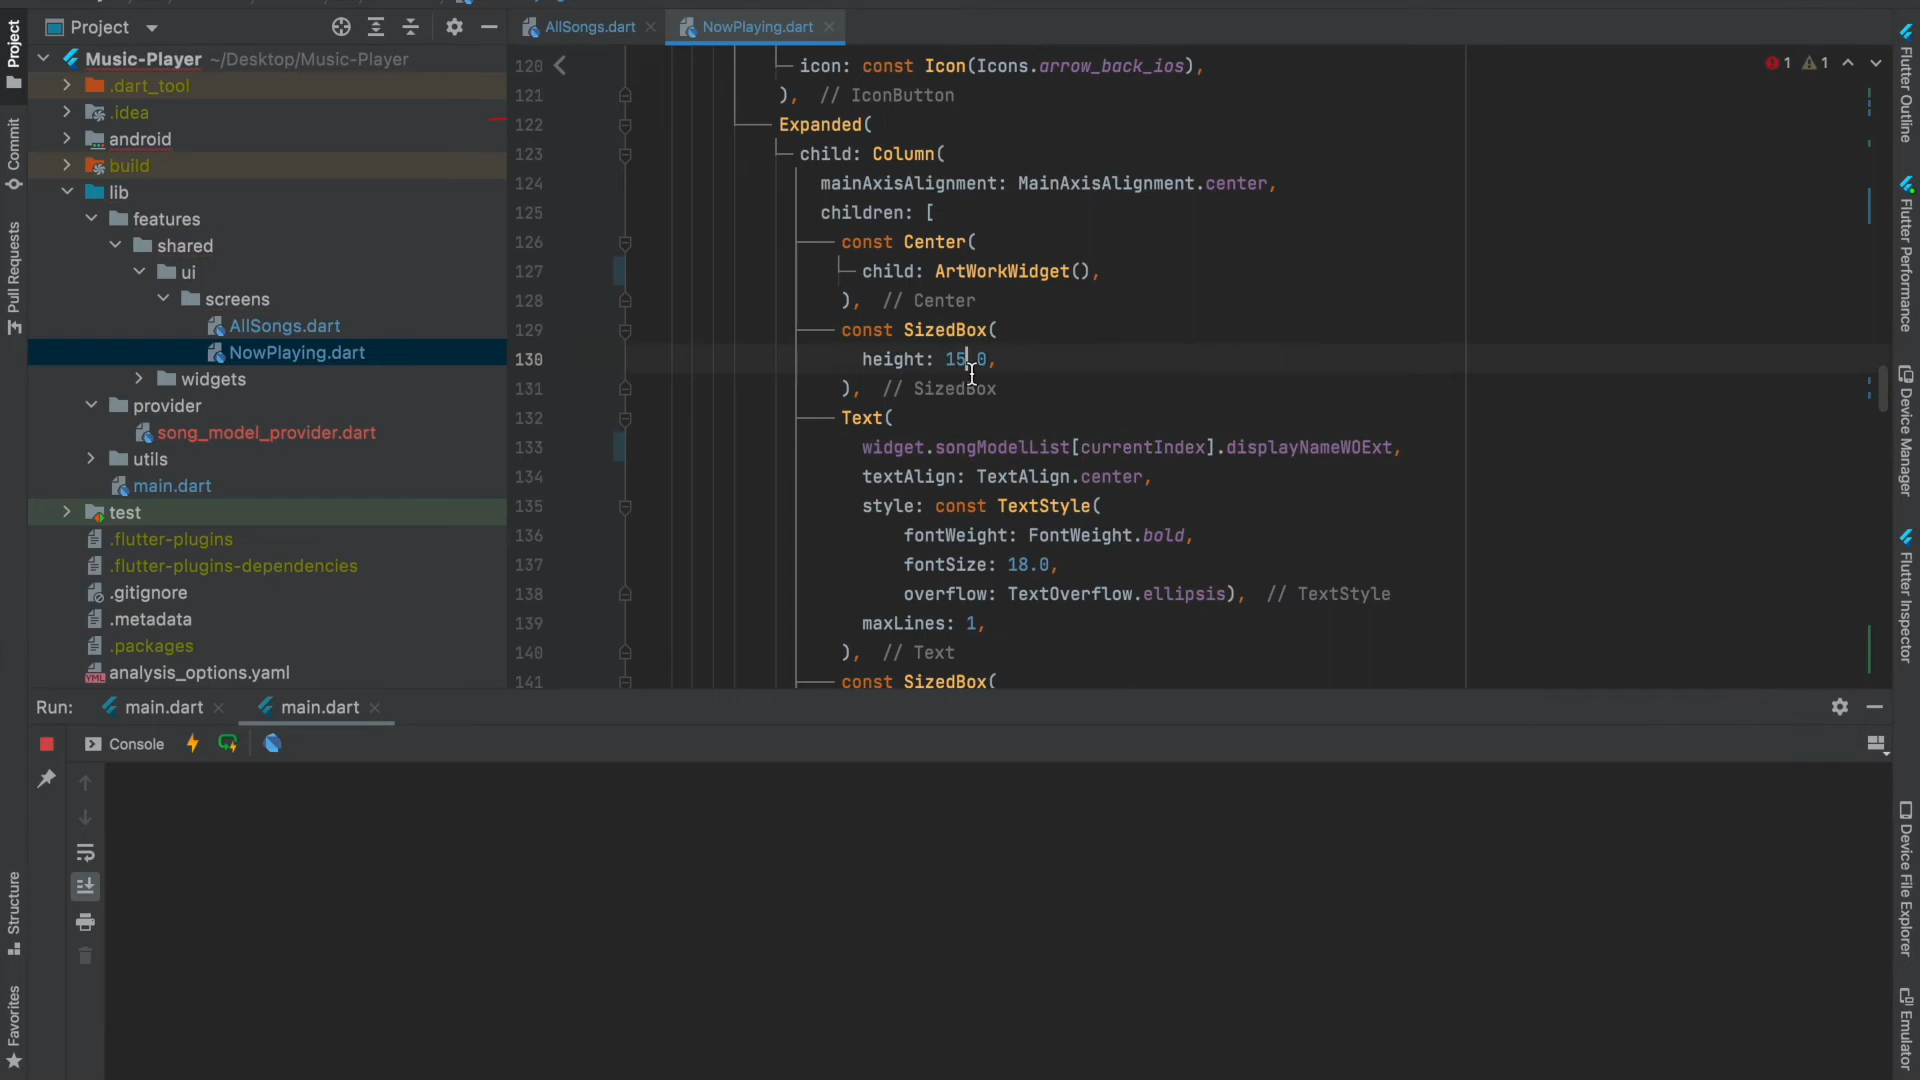 Project
AllSongs.dart
NowPlaying.dart
Music-Player ~/Desktop/Music-Player
.dart_tool
.idea
android
build
lib
features
shared
ui
screens
AllSongs.dart
NowPlaying.dart
widgets
provider
song_model_provider.dart
utils
main.dart
test
.flutter-plugins
.flutter-plugins-dependencies
.gitignore
.metadata
.packages
analysis_options.yaml
120 icon: const Icon(Icons.arrow_back_ios),
121 ), // IconButton
122 Expanded(
123 child: Column(
124 mainAxisAlignment: MainAxisAlignment.center,
125 children: [
126 const Center(
127 child: ArtWorkWidget(),
128 ), // Center
129 const SizedBox(
130 height: 15.0,
131 ), // SizedBox
132 Text(
133 widget.songModelList[currentIndex].displayNameWOExt,
134 textAlign: TextAlign.center,
135 style: const TextStyle(
136 fontWeight: FontWeight.bold,
137 fontSize: 18.0,
138 overflow: TextOverflow.ellipsis), // TextStyle
139 maxLines: 1,
140 ), // Text
141 const SizedBox(
1 1
Run: main.dart main.dart
Console
Project
Commit
Pull Requests
Structure
Favorites
Flutter Outline
Flutter Performance
Device Manager
Flutter Inspector
Device File Explorer
Emulator
YML